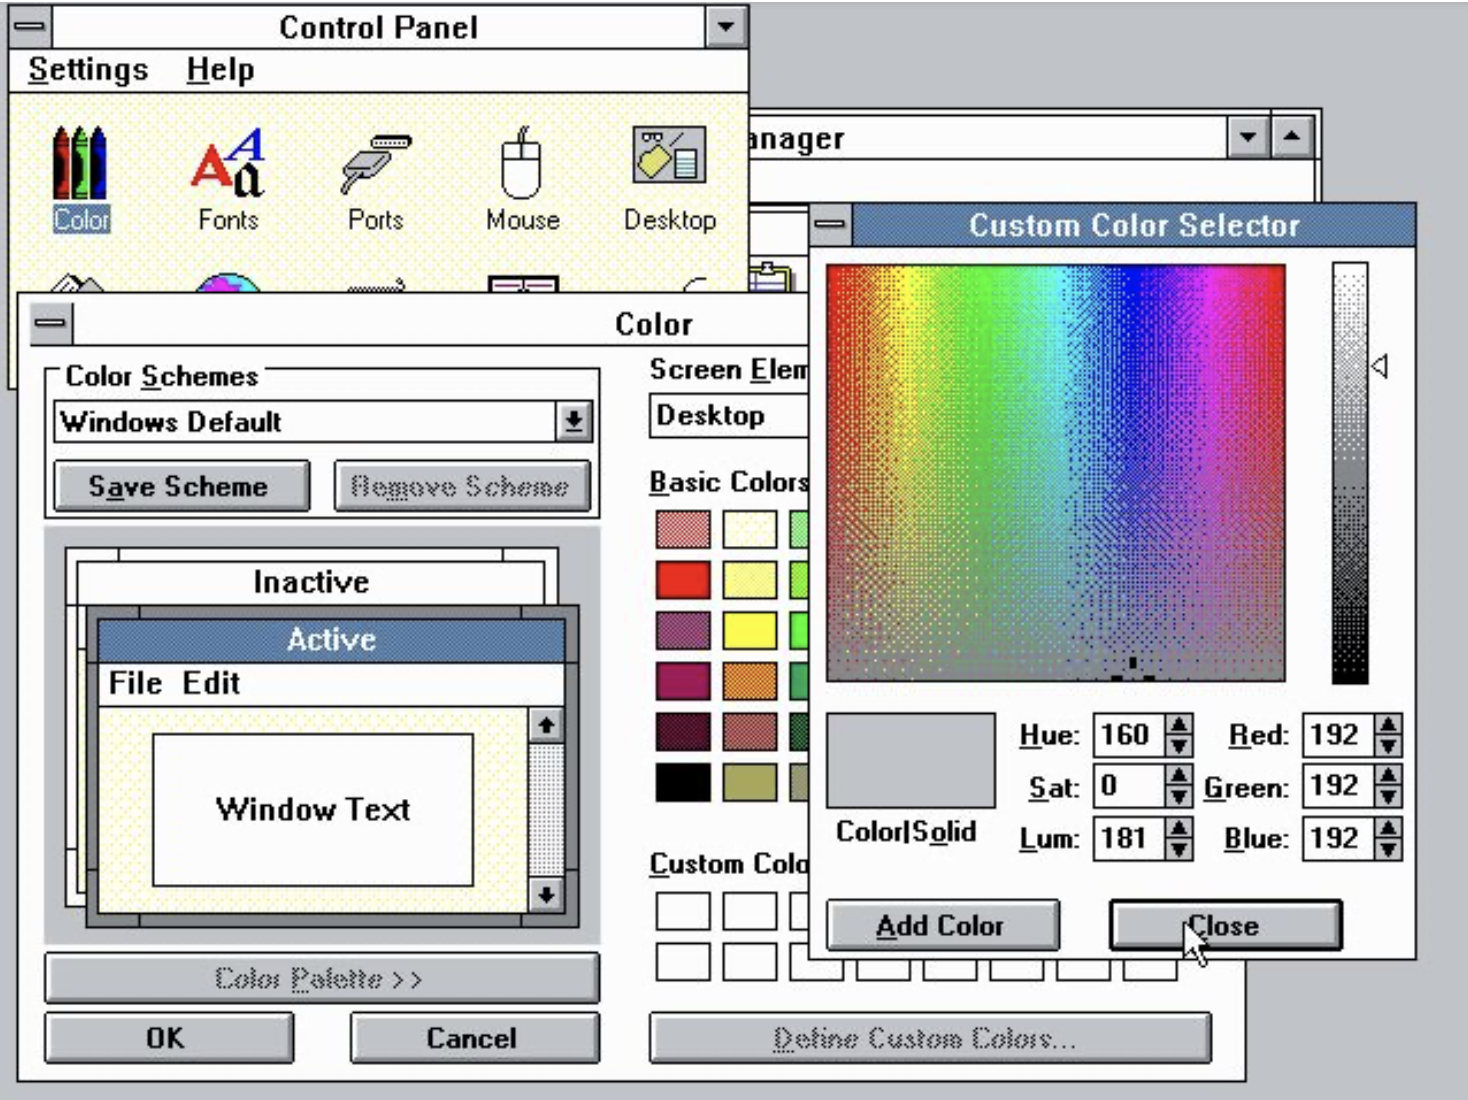 Control Panel
Settings Help
Color Fonts Ports Mouse Desktop
anager
Custom Color Selector
Color
Color Schemes
Windows Default
Save Scheme Remove Scheme
Inactive
Active
File Edit
Window Text
Color Palette >>
OK Cancel
Screen Elem
Desktop
Basic Colors
Custom Colo
Define Custom Colors...
Hue: 160 Red: 192
Sat: 0 Green: 192
Lum: 181 Blue: 192
Color|Solid
Add Color Close